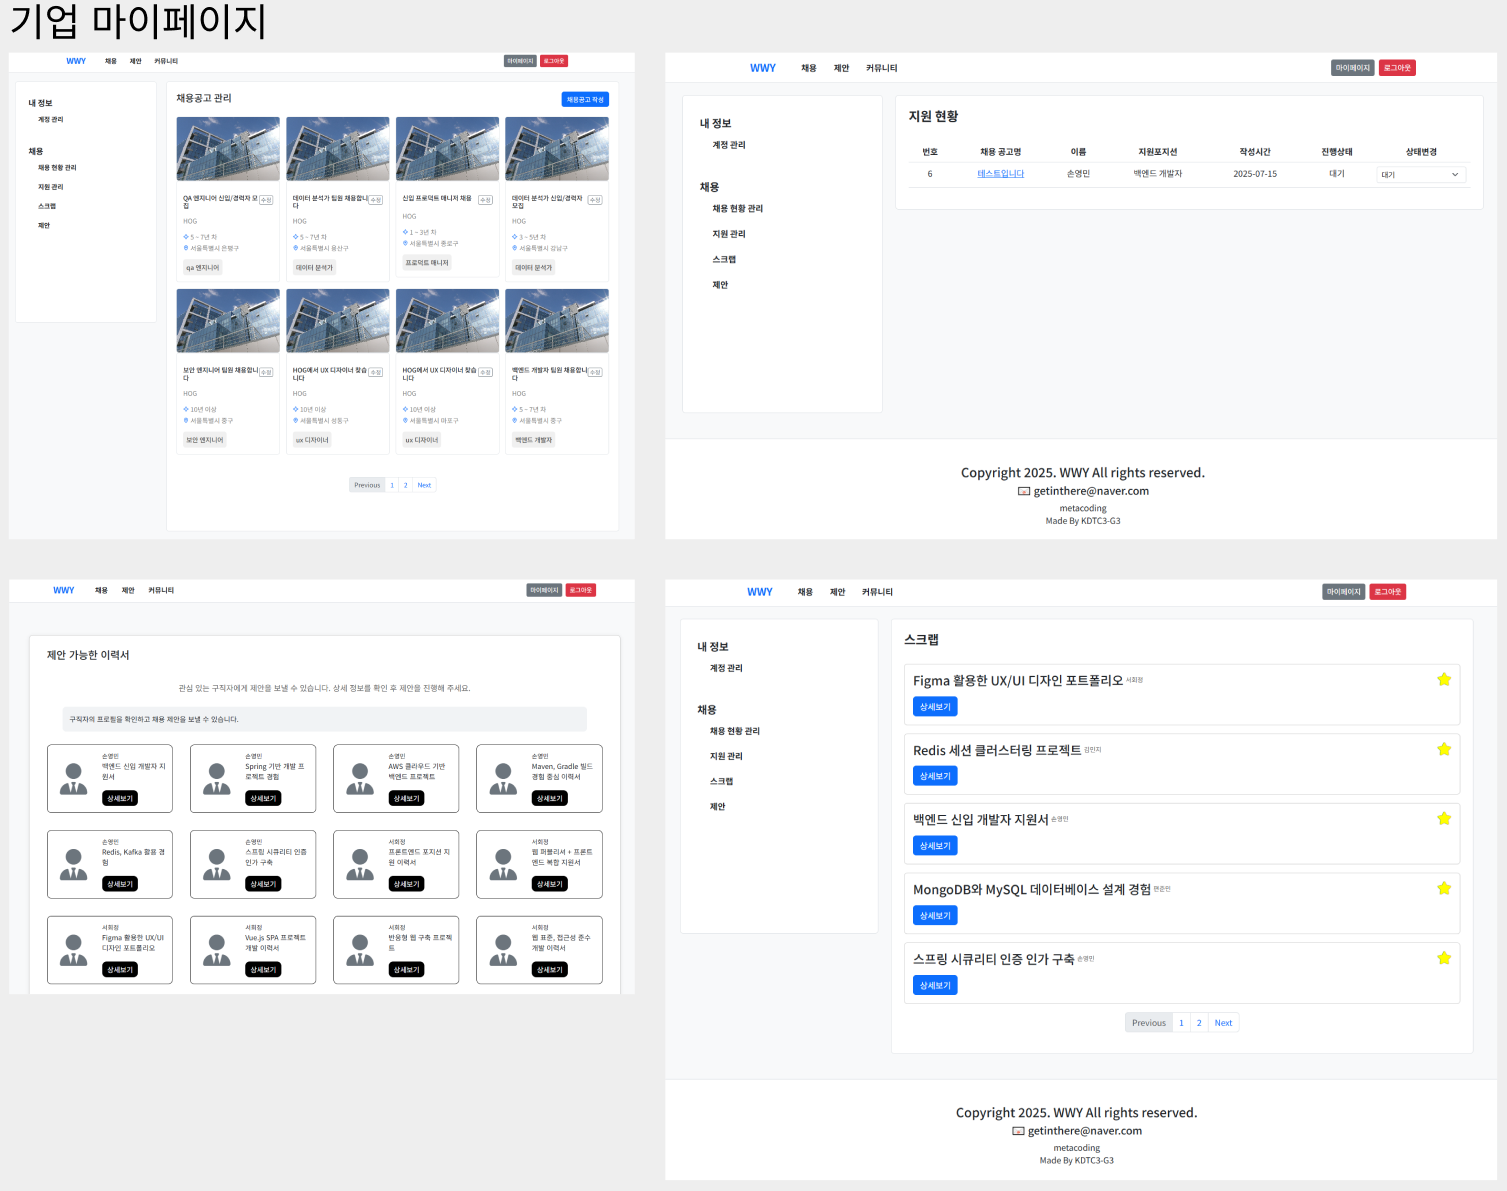 기업 마이페이지
WWY 채용 제안 커뮤니티 마이페이지 로그아웃
내 정보
계정 관리
채용
채용 현황 관리
지원 관리
스크랩
제안
채용공고 관리 채용공고 작성
QA 엔지니어 신입/경력자 모집 수정
HOG
5 ~ 7년 차
서울특별시 은평구
qa 엔지니어
데이터 분석가 팀원 채용합니다 수정
HOG
5 ~ 7년 차
서울특별시 용산구
데이터 분석가
신입 프로덕트 매니저 채용 수정
HOG
1 ~ 3년 차
서울특별시 종로구
프로덕트 매니저
데이터 분석가 신입/경력자 모집 수정
HOG
3 ~ 5년 차
서울특별시 강남구
데이터 분석가
보안 엔지니어 팀원 채용합니다 수정
HOG
10년 이상
서울특별시 중구
보안 엔지니어
HOG에서 UX 디자이너 찾습니다 수정
HOG
10년 이상
서울특별시 성동구
ux 디자이너
HOG에서 UX 디자이너 찾습니다 수정
HOG
10년 이상
서울특별시 마포구
ux 디자이너
백엔드 개발자 팀원 채용합니다 수정
HOG
5 ~ 7년 차
서울특별시 중구
백엔드 개발자
Previous 1 2 Next
WWY 채용 제안 커뮤니티 마이페이지 로그아웃
내 정보
계정 관리
채용
채용 현황 관리
지원 관리
스크랩
제안
지원 현황
번호 채용 공고명 이름 지원포지션 작성시간 진행상태 상태변경
6 테스트입니다 손영민 백엔드 개발자 2025-07-15 대기 대기
Copyright 2025. WWY All rights reserved.
getinthere@naver.com
metacoding
Made By KDTC3-G3
WWY 채용 제안 커뮤니티 마이페이지 로그아웃
제안 가능한 이력서
관심 있는 구직자에게 제안을 보낼 수 있습니다. 상세 정보를 확인 후 제안을 진행해 주세요.
구직자의 프로필을 확인하고 채용 제안을 보낼 수 있습니다.
손영민
백엔드 신입 개발자 지원서
상세보기
손영민
Spring 기반 개발 프로젝트 경험
상세보기
손영민
AWS 클라우드 기반 백엔드 프로젝트
상세보기
손영민
Maven, Gradle 빌드 경험 중심 이력서
상세보기
손영민
Redis, Kafka 활용 경험
상세보기
손영민
스프링 시큐리티 인증 인가 구축
상세보기
서희정
프론트엔드 포지션 지원 이력서
상세보기
서희정
웹 퍼블리셔 + 프론트엔드 복합 지원서
상세보기
서희정
Figma 활용한 UX/UI 디자인 포트폴리오
상세보기
서희정
Vue.js SPA 프로젝트 개발 이력서
상세보기
서희정
반응형 웹 구축 프로젝트
상세보기
서희정
웹 표준, 접근성 준수 개발 이력서
상세보기
WWY 채용 제안 커뮤니티 마이페이지 로그아웃
내 정보
계정 관리
채용
채용 현황 관리
지원 관리
스크랩
제안
스크랩
Figma 활용한 UX/UI 디자인 포트폴리오 서희정
상세보기
Redis 세션 클러스터링 프로젝트 김민지
상세보기
백엔드 신입 개발자 지원서 손영민
상세보기
MongoDB와 MySQL 데이터베이스 설계 경험
상세보기
스프링 시큐리티 인증 인가 구축 손영민
상세보기
Previous 1 2 Next
Copyright 2025. WWY All rights reserved.
getinthere@naver.com
metacoding
Made By KDTC3-G3